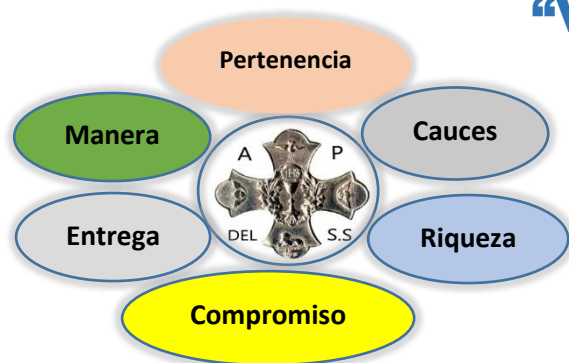 Pertenencia
Manera
Cauces
A P
Entrega
DEL S.S
Riqueza
Compromiso